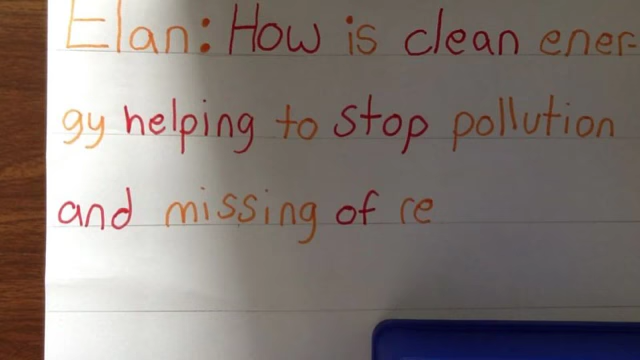 Elan: How is clean ener-
gy helping to stop pollution
and missing of re